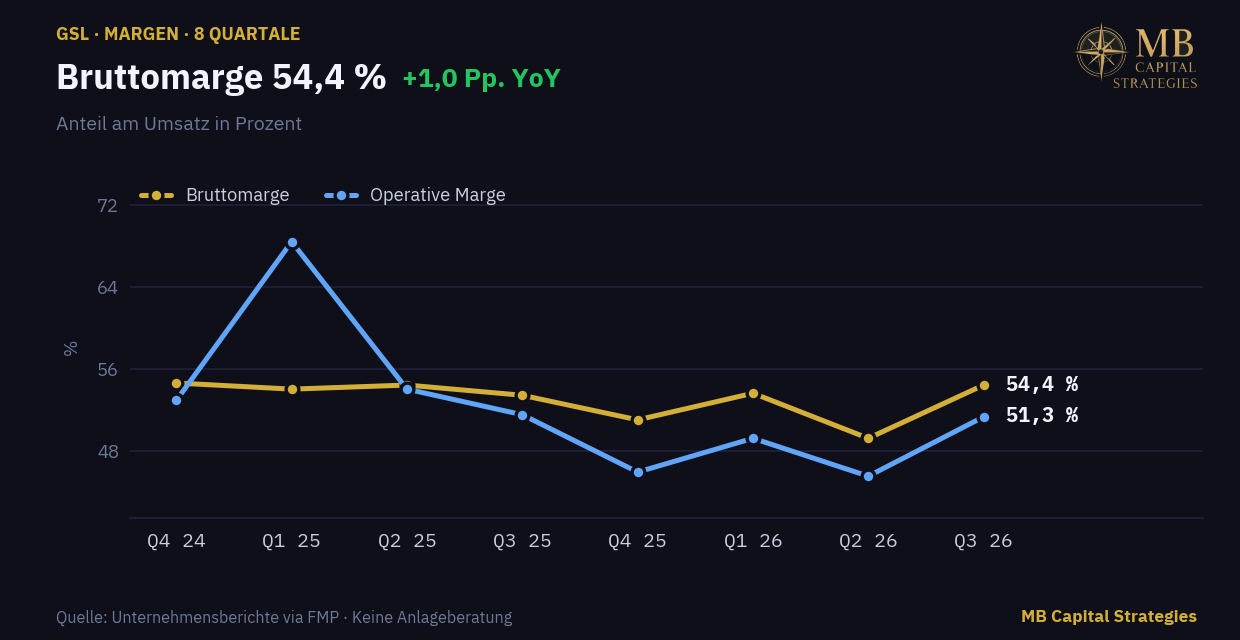 GSL · MARGEN · 8 QUARTALE
Bruttomarge 54,4 % +1,0 Pp. YoY
Anteil am Umsatz in Prozent
MB
CAPITAL
STRATEGIES
Bruttomarge Operative Marge
72
64
%
56
48
54,4 %
51,3 %
Q4 24 Q1 25 Q2 25 Q3 25 Q4 25 Q1 26 Q2 26 Q3 26
Quelle: Unternehmensberichte via FMP · Keine Anlageberatung
MB Capital Strategies